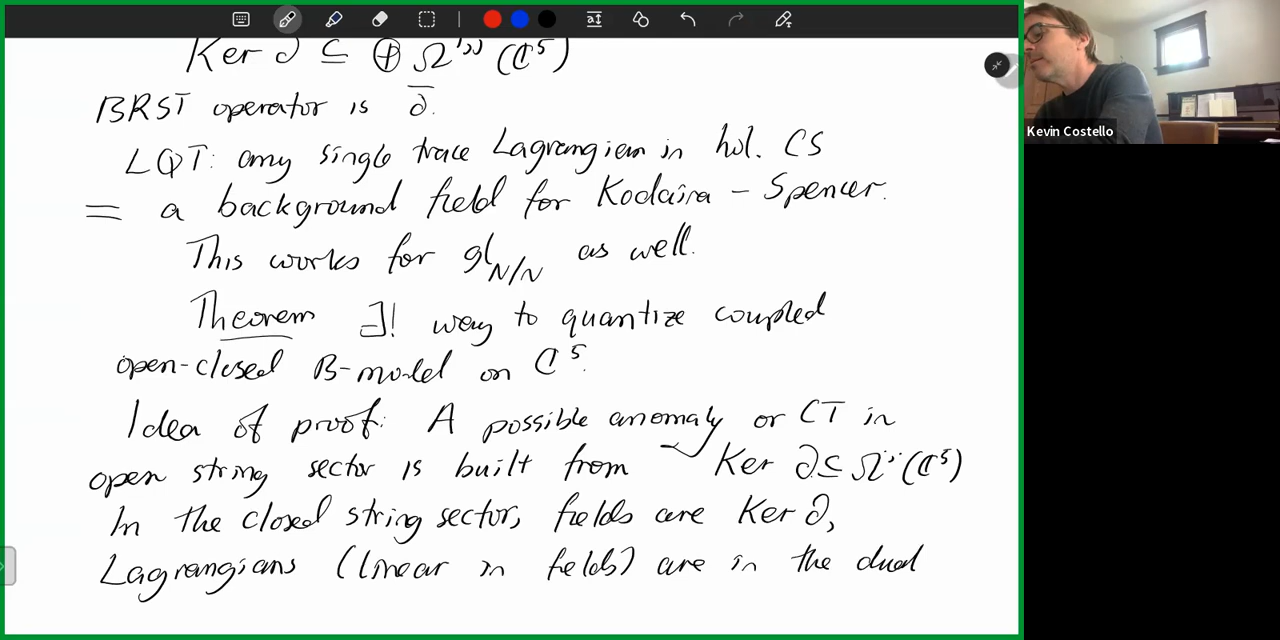 Ker ∂ ⊆ ⊕ Ω''' (ℂ⁵)
BRST operator is ∂̄.
LQT: any single trace Lagrangian in hol. CS
= a background field for Kodaira - Spencer.
This works for gl_{N/N} as well.
Theorem ∃! way to quantize coupled
open-closed B-model on ℂ⁵.
Idea of proof: A possible anomaly or CT in
open string sector is built from Ker ∂ ⊆ Ω'' (ℂ⁵)
In the closed string sector, fields are Ker ∂,
Lagrangians (linear in fields) are in the dual
Kevin Costello